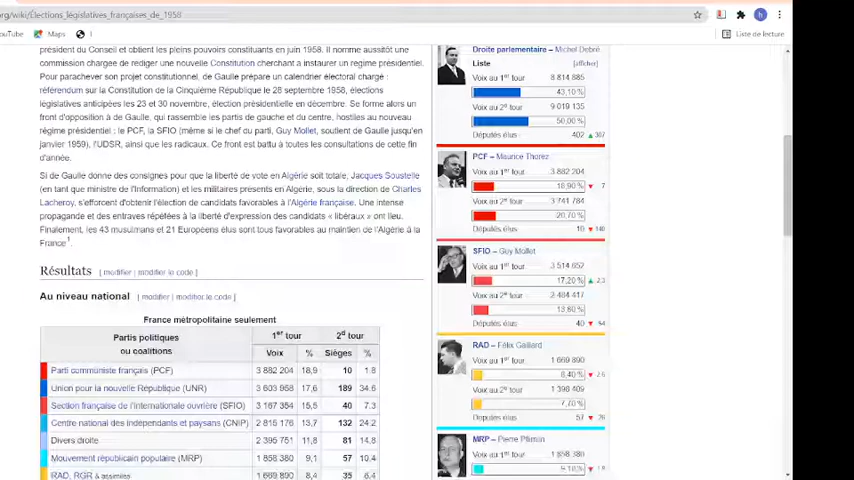 org/wiki/Élections_législatives_françaises_de_1958
h
YouTube Maps Liste de lecture
président du Conseil et obtient les pleins pouvoirs constituants en juin 1958. Il nomme aussitôt une
commission chargée de rédiger une nouvelle Constitution cherchant à instaurer un régime présidentiel.
Pour parachever son projet constitutionnel, de Gaulle prépare un calendrier électoral chargé :
référendum sur la Constitution de la Cinquième République le 28 septembre 1958, élections
législatives anticipées les 23 et 30 novembre, élection présidentielle en décembre. Se forme alors un
front d'opposition à de Gaulle, qui rassemble les partis de gauche et du centre, hostiles au nouveau
régime présidentiel : le PCF, la SFIO (même si le chef du parti, Guy Mollet, soutient de Gaulle jusqu'en
janvier 1959), l'UDSR, ainsi que les radicaux. Ce front est battu à toutes les consultations de cette fin
d'année.
Si de Gaulle donne des consignes pour que la liberté de vote en Algérie soit totale, Jacques Soustelle
(en tant que ministre de l'Information) et les militaires présents en Algérie, sous la direction de Charles
Lacheroy, s'efforcent d'obtenir l'élection de candidats favorables à l'Algérie française. Une intense
propagande et des entraves répétées à la liberté d'expression des candidats « libéraux » ont lieu.
Finalement, les 43 musulmans et 21 Européens élus sont tous favorables au maintien de l'Algérie à la
France¹.
Résultats [ modifier | modifier le code ]
Au niveau national [ modifier | modifier le code ]
France métropolitaine seulement
Partis politiques
ou coalitions
1er tour 2d tour
Voix % Sièges %
Parti communiste français (PCF) 3 882 204 18,9 10 1.8
Union pour la nouvelle République (UNR) 3 603 958 17,6 189 34.6
Section française de l'Internationale ouvrière (SFIO) 3 167 354 15,5 40 7.3
Centre national des indépendants et paysans (CNIP) 2 815 176 13,7 132 24.2
Divers droite 2 395 751 11,8 81 14,8
Mouvement républicain populaire (MRP) 1 858 380 9,1 57 10,4
RAD, RGR & assimilés 1 669 890 8,4 35 6,4
Droite parlementaire – Michel Debré
Liste [afficher]
Voix au 1er tour 8 814 885
43,10 %
Voix au 2e tour 9 019 135
50,00 %
Députés élus 402 ▲
PCF – Maurice Thorez
Voix au 1er tour 3 882 204
18,90 % ▼ 7
Voix au 2e tour 3 741 784
20,70 %
Députés élus 10 ▼ 140
SFIO – Guy Mollet
Voix au 1er tour 3 514 652
17,20 % ▲ 2,3
Voix au 2e tour 2 484 417
13,80 %
Députés élus 40 ▼
RAD – Félix Gaillard
Voix au 1er tour 1 669 890
8,40 % ▼
Voix au 2e tour 1 398 409
7,70 %
Députés élus 57 ▼
MRP – Pierre Pflimlin
Voix au 1er tour 1 858 380
9,10 % ▼